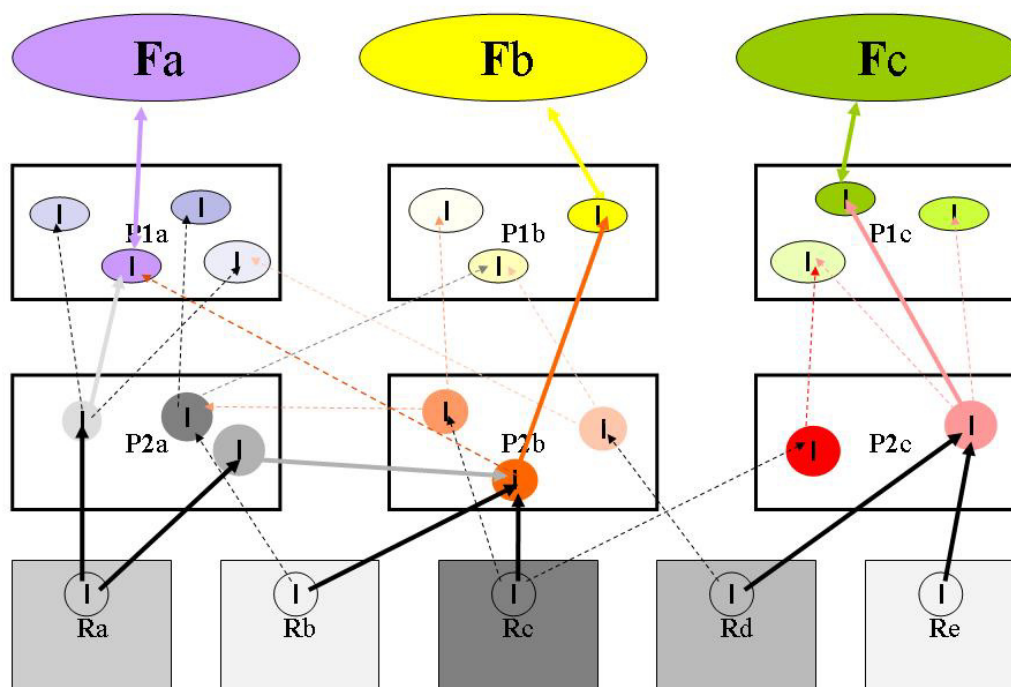 Fa Fb Fc
I I I I I I
P1a P1b P1c
I I I I I
I I I I
P2a P2b P2c
I I I
i
I I I I I
Ra Rb Rc Rd Re